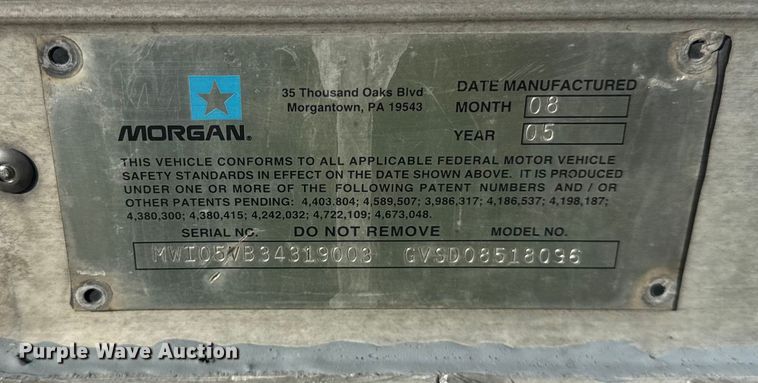 35 Thousand Oaks Blvd
Morgantown, PA 19543
MORGAN®
DATE MANUFACTURED
MONTH 08
YEAR 05
THIS VEHICLE CONFORMS TO ALL APPLICABLE FEDERAL MOTOR VEHICLE
SAFETY STANDARDS IN EFFECT ON THE DATE SHOWN ABOVE. IT IS PRODUCED
UNDER ONE OR MORE OF THE FOLLOWING PATENT NUMBERS AND / OR
OTHER PATENTS PENDING: 4,403.804; 4,589,507; 3,986,317; 4,186,537; 4,198,187;
4,380,300; 4,380,415; 4,242,032; 4,722,109; 4,673,048.
SERIAL NO. DO NOT REMOVE MODEL NO.
MWI05VB34319003 GVSD08518096
Purple Wave Auction